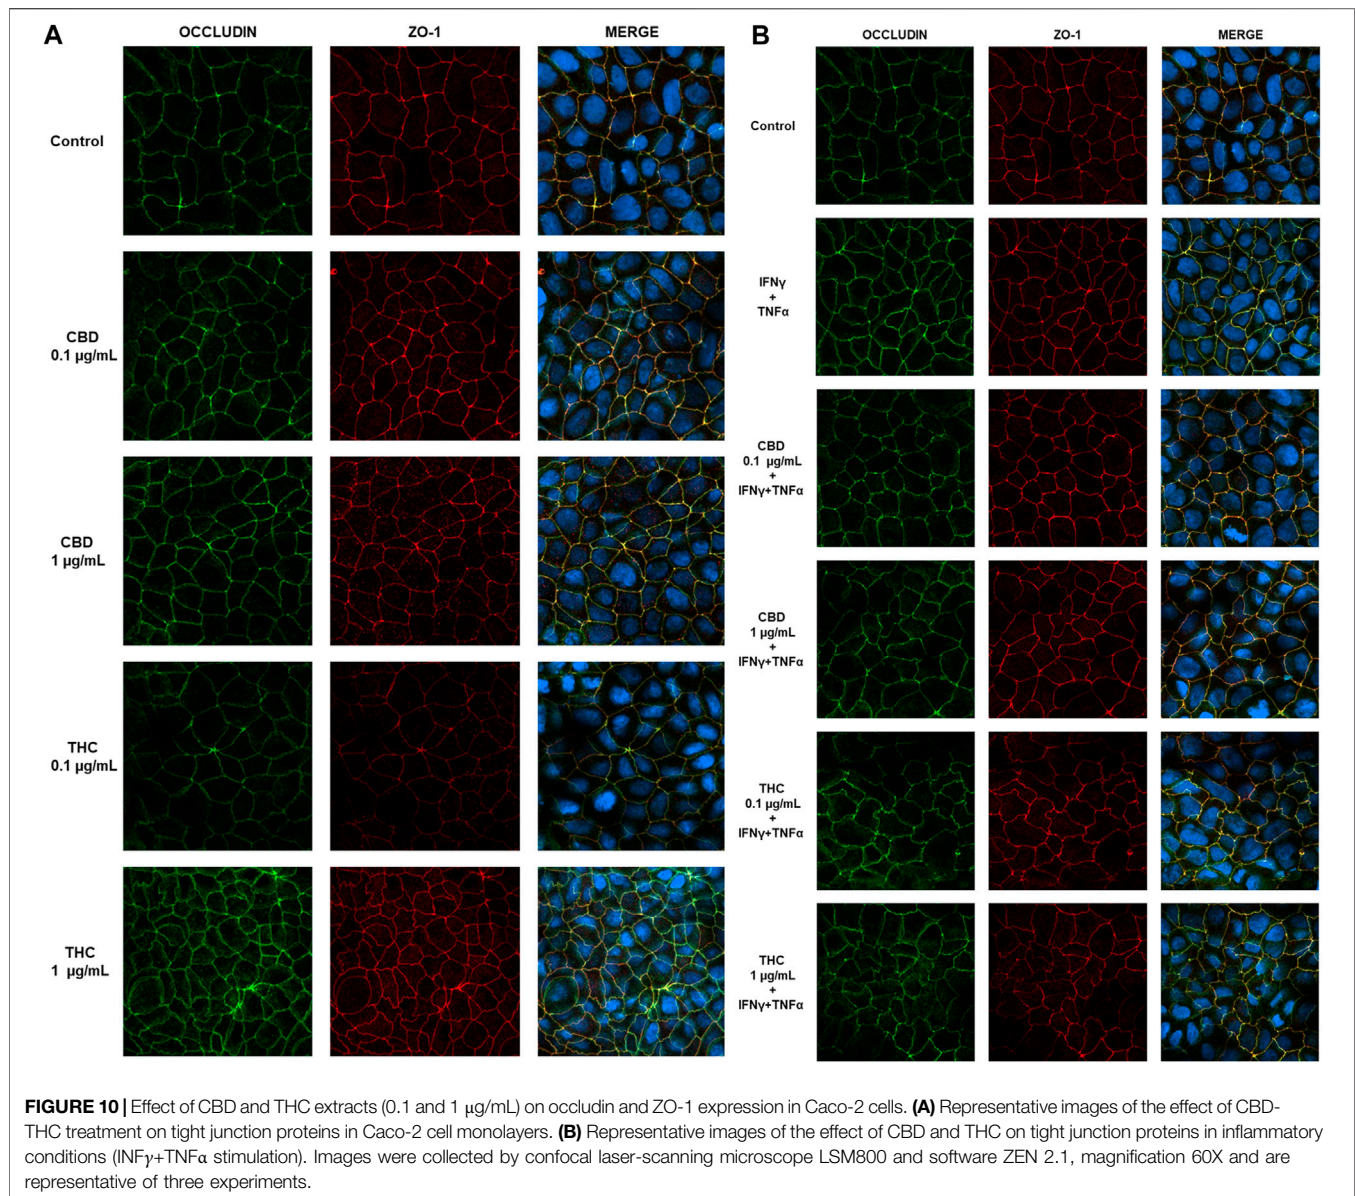 A
OCCLUDIN
ZO-1
MERGE
Control
CBD
0.1 µg/mL
CBD
1 µg/mL
THC
0.1 µg/mL
THC
1 µg/mL
B
OCCLUDIN
ZO-1
MERGE
Control
IFNγ
+
TNFα
CBD
0.1 µg/mL
+
IFNγ+TNFα
CBD
1 µg/mL
+
IFNγ+TNFα
THC
0.1 µg/mL
+
IFNγ+TNFα
THC
1 µg/mL
+
IFNγ+TNFα
FIGURE 10 | Effect of CBD and THC extracts (0.1 and 1 μg/mL) on occludin and ZO-1 expression in Caco-2 cells. (A) Representative images of the effect of CBD-
THC treatment on tight junction proteins in Caco-2 cell monolayers. (B) Representative images of the effect of CBD and THC on tight junction proteins in inflammatory
conditions (INFγ+TNFα stimulation). Images were collected by confocal laser-scanning microscope LSM800 and software ZEN 2.1, magnification 60X and are
representative of three experiments.